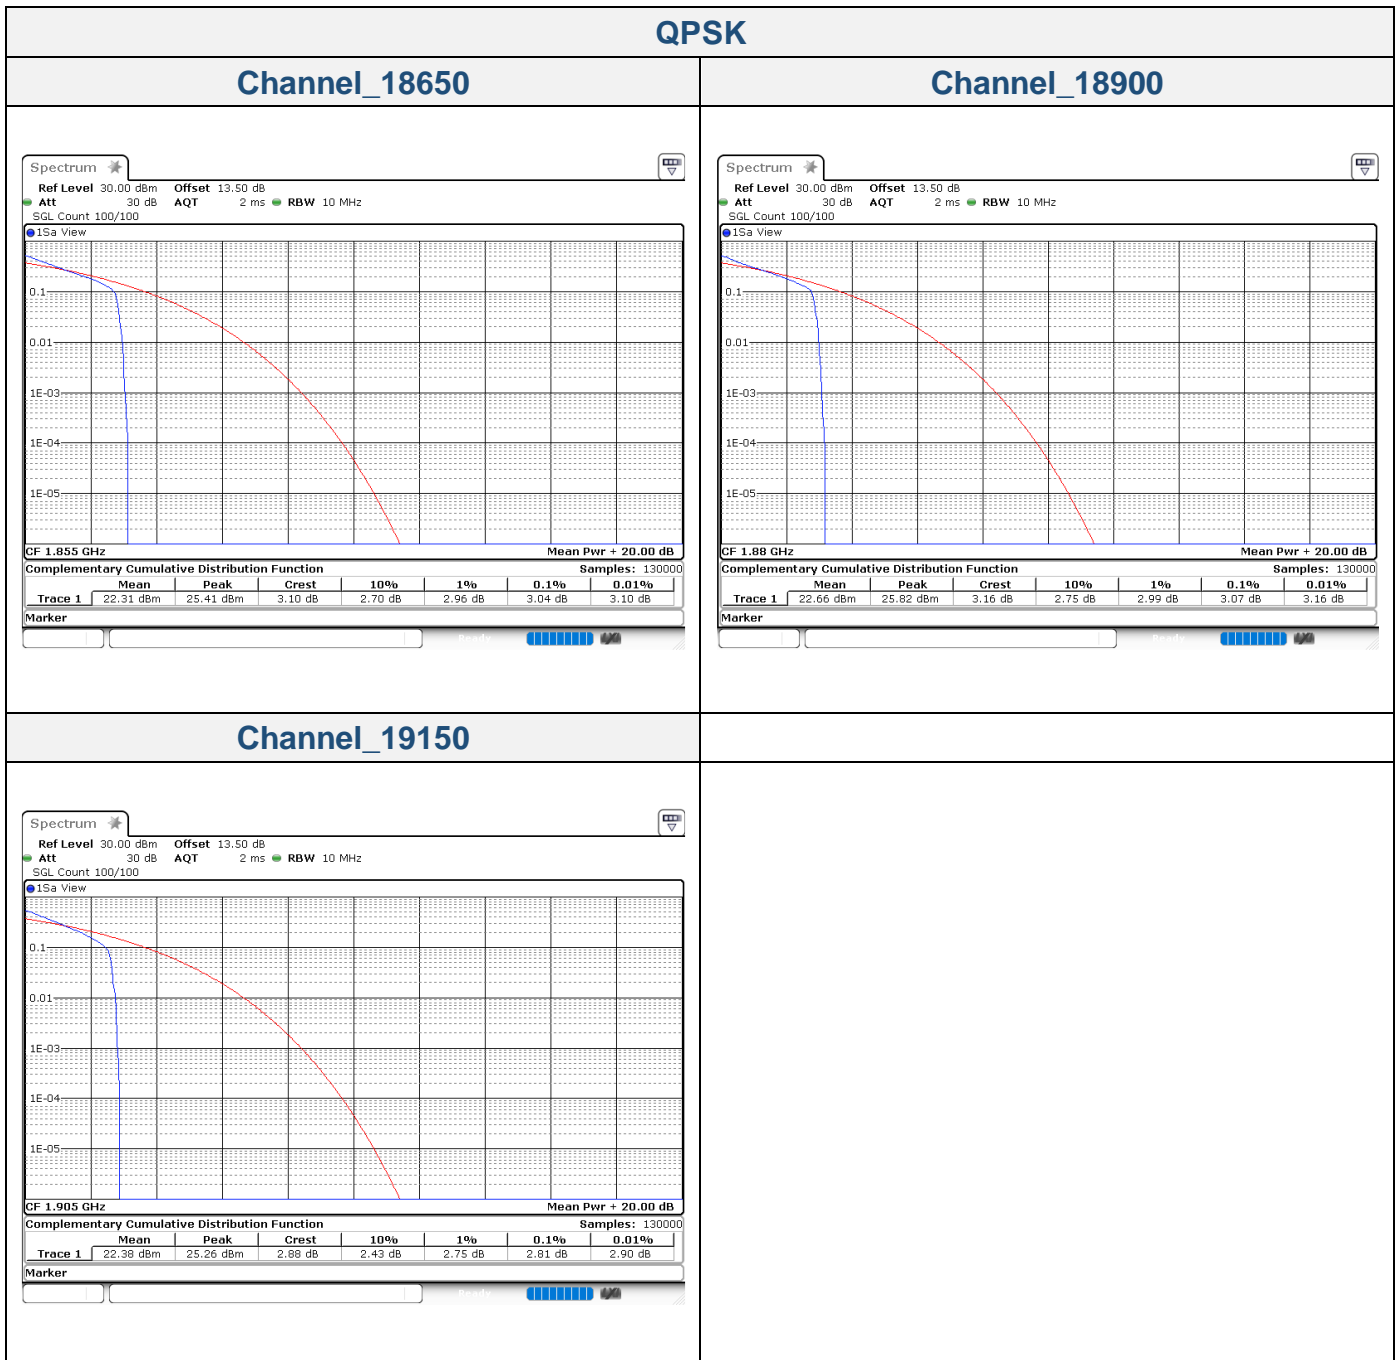 QPSK
Channel_18650
Channel_18900
Spectrum
Ref Level 30.00 dBm Offset 13.50 dB
Att 30 dB AQT 2 ms RBW 10 MHz
SGL Count 100/100
1Sa View
0.1
0.01
1E-03
1E-04
1E-05
CF 1.855 GHz Mean Pwr + 20.00 dB
Complementary Cumulative Distribution Function Samples: 130000
Mean Peak Crest 10% 1% 0.1% 0.01%
Trace 1 22.31 dBm 25.41 dBm 3.10 dB 2.70 dB 2.96 dB 3.04 dB 3.10 dB
Marker
Ready
Spectrum
Ref Level 30.00 dBm Offset 13.50 dB
Att 30 dB AQT 2 ms RBW 10 MHz
SGL Count 100/100
1Sa View
0.1
0.01
1E-03
1E-04
1E-05
CF 1.88 GHz Mean Pwr + 20.00 dB
Complementary Cumulative Distribution Function Samples: 130000
Mean Peak Crest 10% 1% 0.1% 0.01%
Trace 1 22.66 dBm 25.82 dBm 3.16 dB 2.75 dB 2.99 dB 3.07 dB 3.16 dB
Marker
Ready
Channel_19150
Spectrum
Ref Level 30.00 dBm Offset 13.50 dB
Att 30 dB AQT 2 ms RBW 10 MHz
SGL Count 100/100
1Sa View
0.1
0.01
1E-03
1E-04
1E-05
CF 1.905 GHz Mean Pwr + 20.00 dB
Complementary Cumulative Distribution Function Samples: 130000
Mean Peak Crest 10% 1% 0.1% 0.01%
Trace 1 22.38 dBm 25.26 dBm 2.88 dB 2.43 dB 2.75 dB 2.81 dB 2.90 dB
Marker
Ready